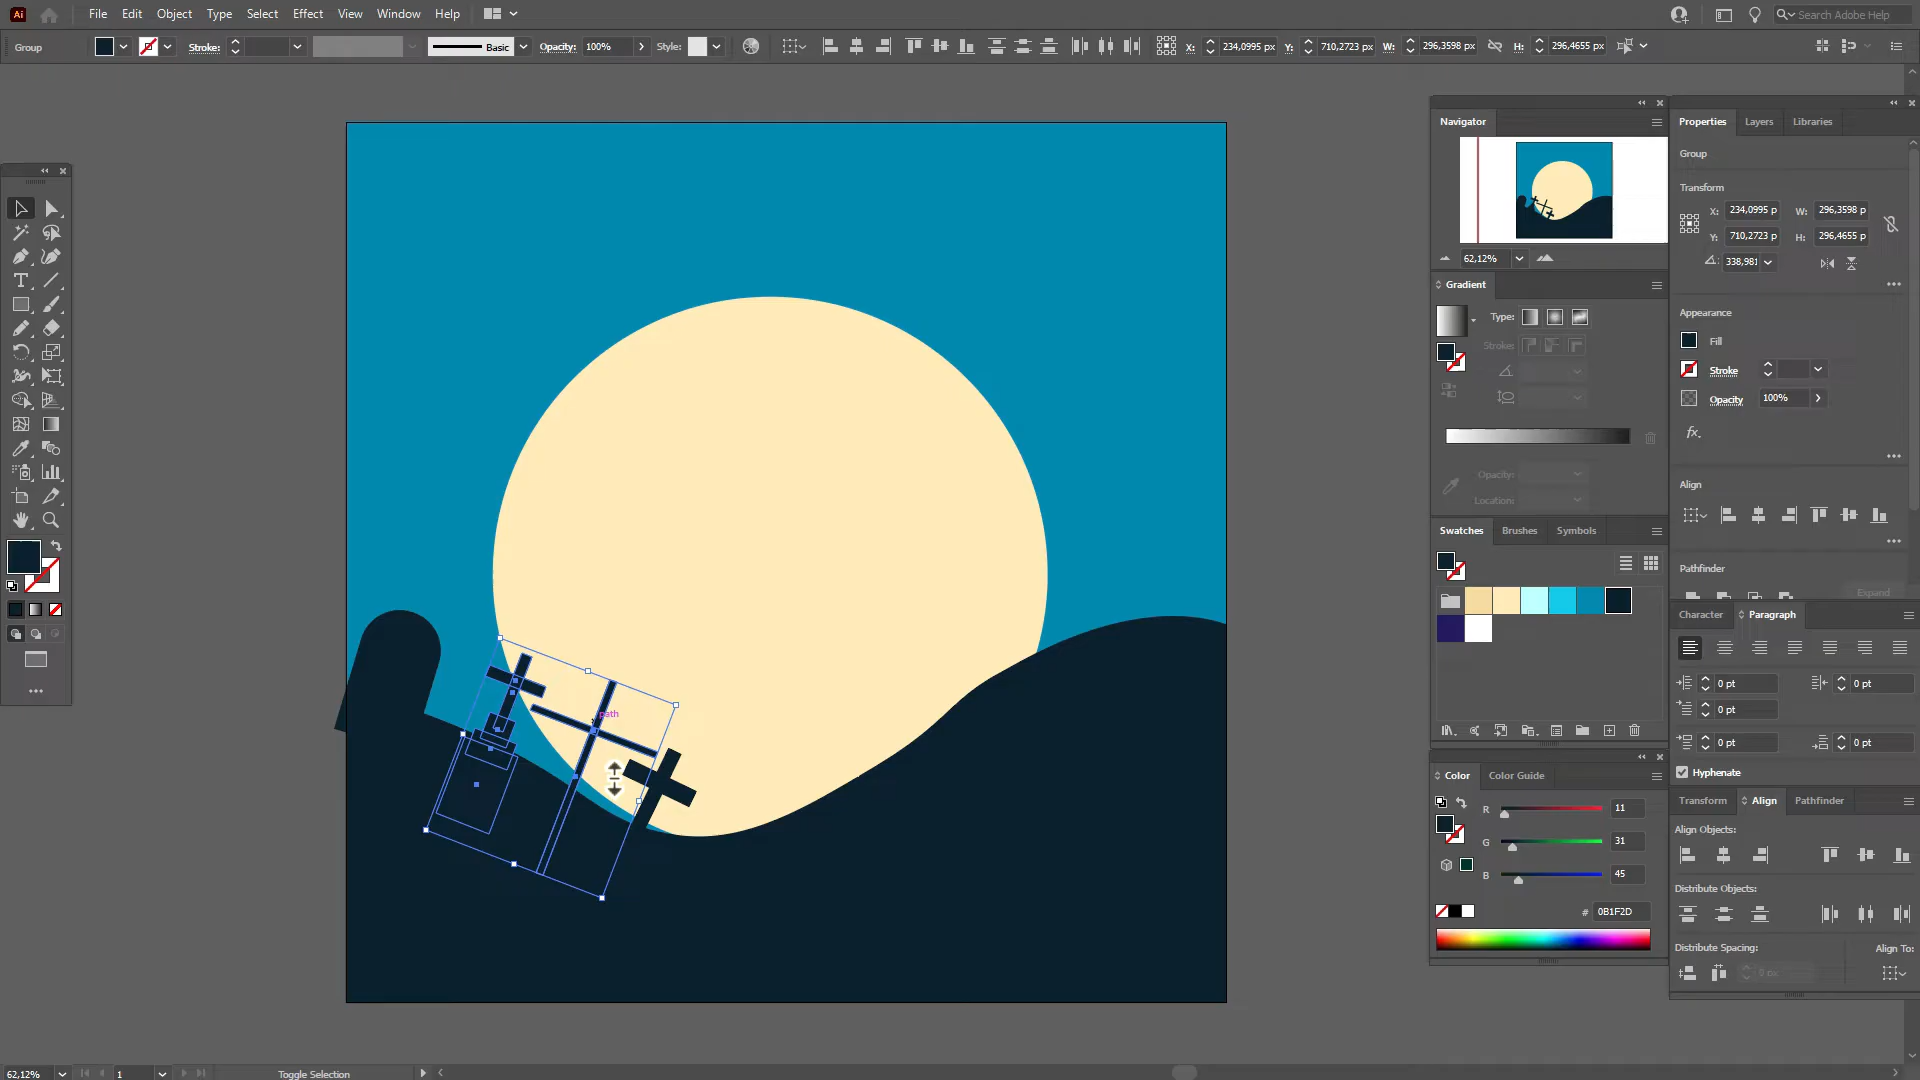 Ai File Edit Object Type Select Effect View Window Help Search Adobe Help
Group Stroke: Basic Opacity: 100% Style: X: 234,0995 px Y: 710,2723 px W: 296,3598 px H: 296,4655 px
Navigator
62,12%
Gradient
Type:
Stroke:
Opacity:
Location:
Swatches Brushes Symbols
Color Color Guide
R 11
G 31
B 45
# 0B1F2D
Properties Layers Libraries
Group
Transform
X: 234,0995 p W: 296,3598 p
Y: 710,2723 p H: 296,4655 p
338,981
Appearance
Fill
Stroke
Opacity 100%
fx.
Align
Pathfinder
Expand
Character Paragraph
0 pt 0 pt
0 pt
0 pt 0 pt
Hyphenate
Transform Align Pathfinder
Align Objects:
Distribute Objects:
Distribute Spacing: Align To:
0 px
path
62,12% 1 Toggle Selection